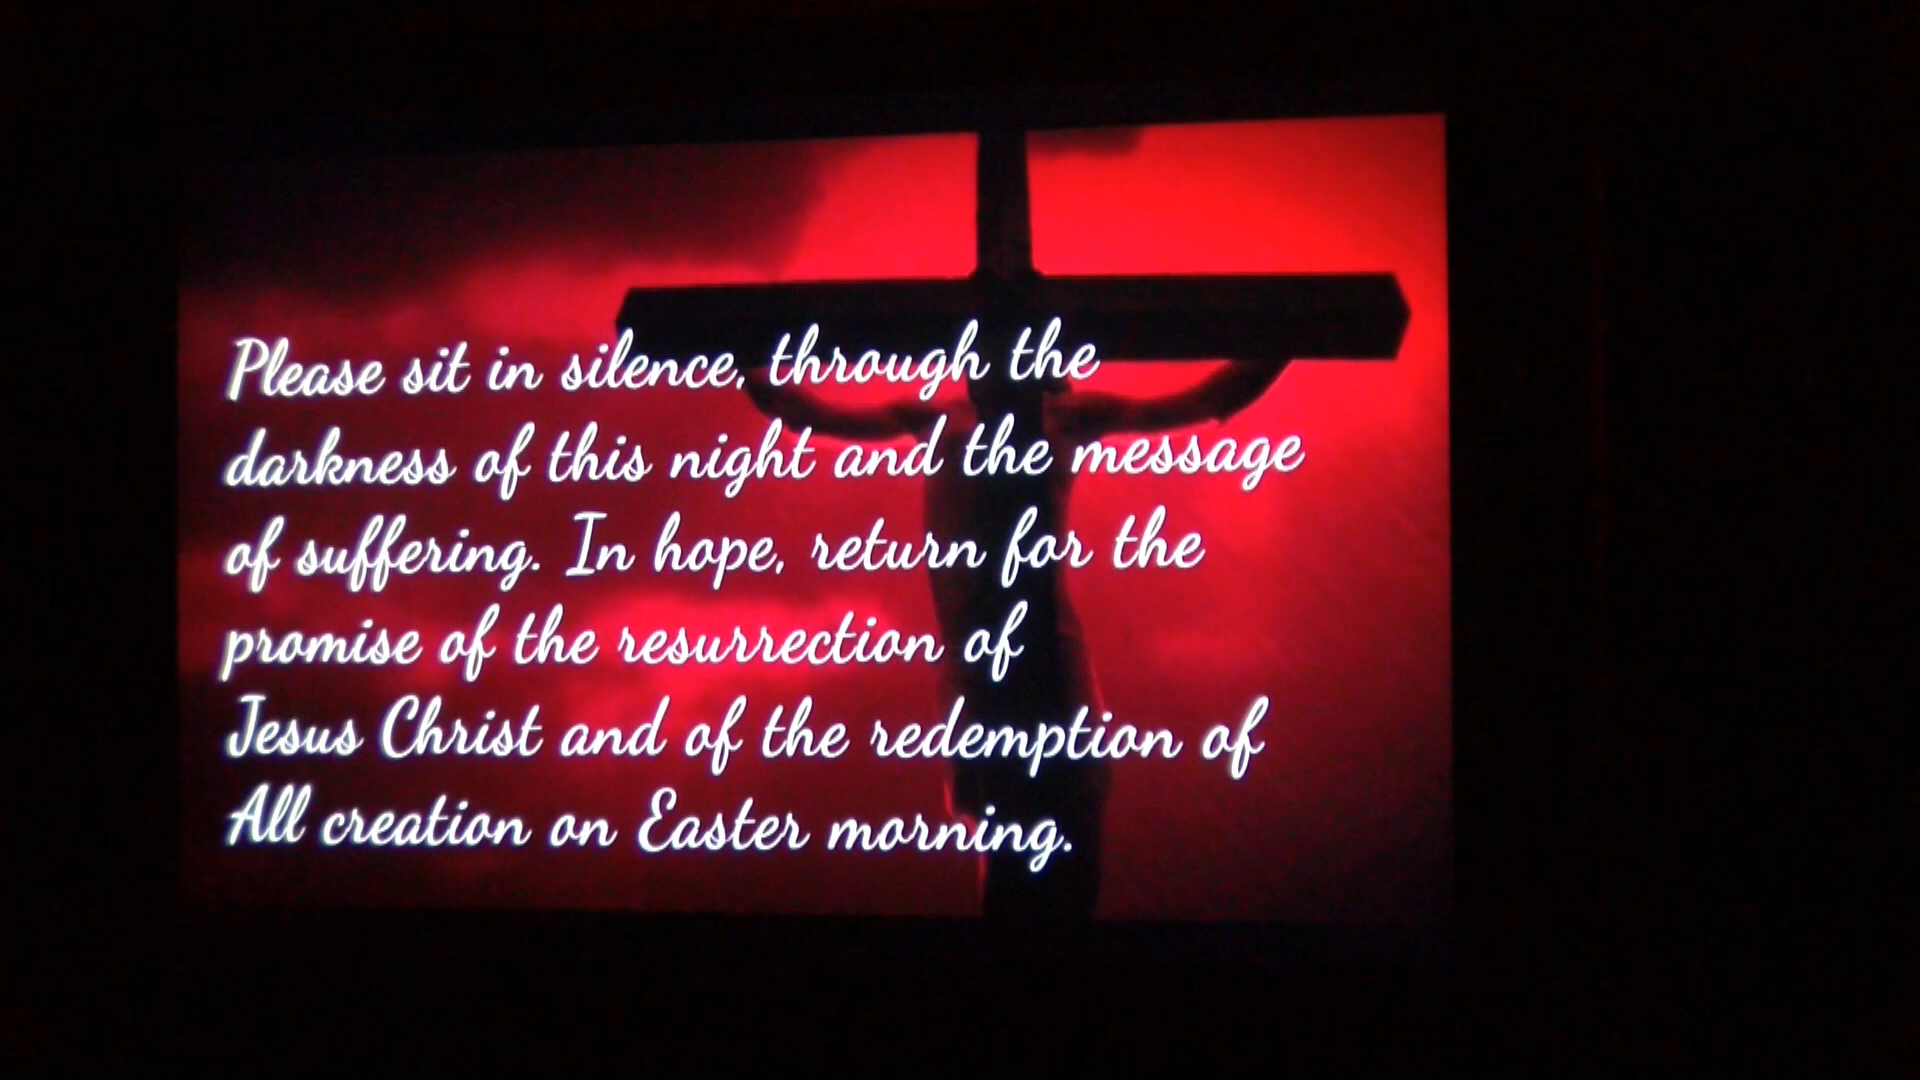 Please sit in silence, through the
darkness of this night and the message
of suffering. In hope, return for the
promise of the resurrection of
Jesus Christ and of the redemption of
All creation on Easter morning.